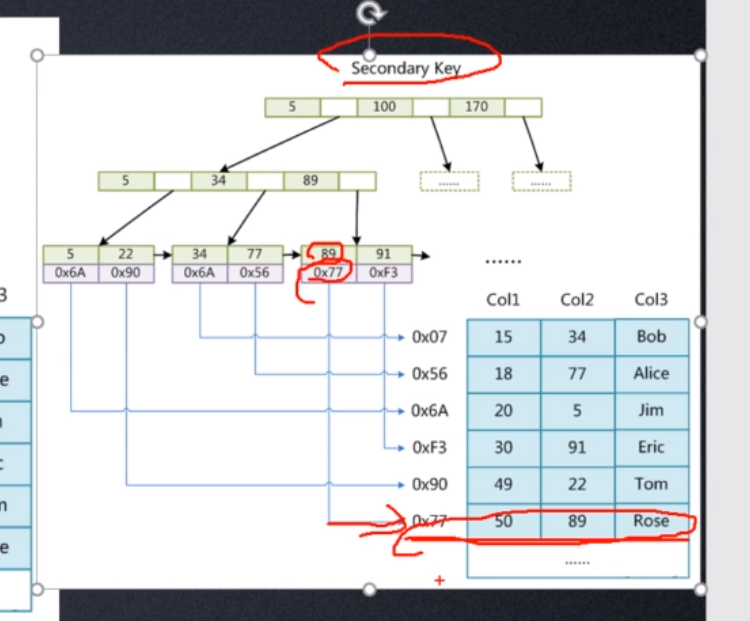 Secondary Key
5 100 170
5 34 89 ...... ......
5 22 34 77 89 91
0x6A 0x90 0x6A 0x56 0x77 0xF3
......
3
Col1 Col2 Col3
0x07 15 34 Bob
e 0x56 18 77 Alice
0x6A 20 5 Jim
0xF3 30 91 Eric
0x90 49 22 Tom
e 0x77 50 89 Rose
......